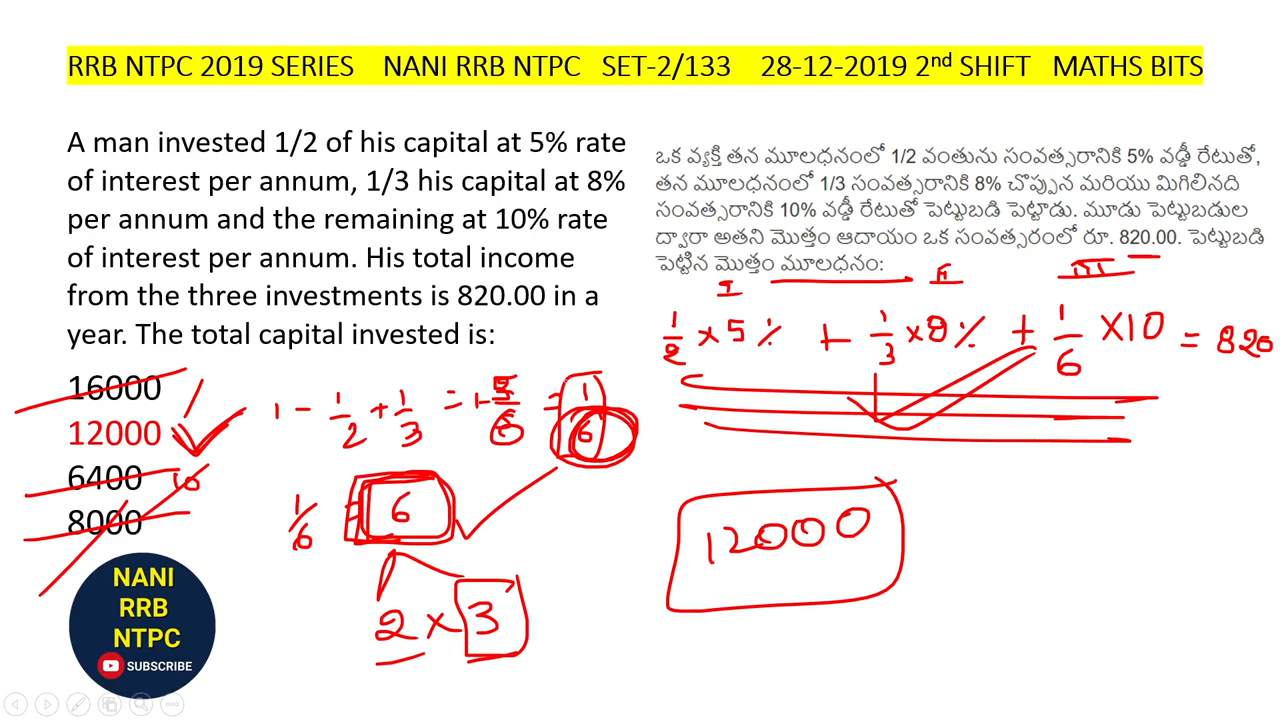 RRB NTPC 2019 SERIES NANI RRB NTPC SET-2/133 28-12-2019 2nd SHIFT MATHS BITS
A man invested 1/2 of his capital at 5% rate
of interest per annum, 1/3 his capital at 8%
per annum and the remaining at 10% rate
of interest per annum. His total income
from the three investments is 820.00 in a
year. The total capital invested is:
16000
12000
6400
8000
ఒక వ్యక్తి తన మూలధనంలో 1/2 వంతును సంవత్సరానికి 5% వడ్డీ రేటుతో,
తన మూలధనంలో 1/3 సంవత్సరానికి 8% చొప్పున మరియు మిగిలినది
సంవత్సరానికి 10% వడ్డీ రేటుతో పెట్టుబడి పెట్టాడు. మూడు పెట్టుబడుల
ద్వారా అతని మొత్తం ఆదాయం ఒక సంవత్సరంలో రూ. 820.00. పెట్టుబడి
పెట్టిన మొత్తం మూలధనం:
I II III
1/2 × 5% + 1/3 × 8% + 1/6 × 10 = 820
1 - 1/2 + 1/3 = 1 - 5/6 = 1/6
10
1/6 = 6
2 × 3
12000
NANI
RRB
NTPC
SUBSCRIBE